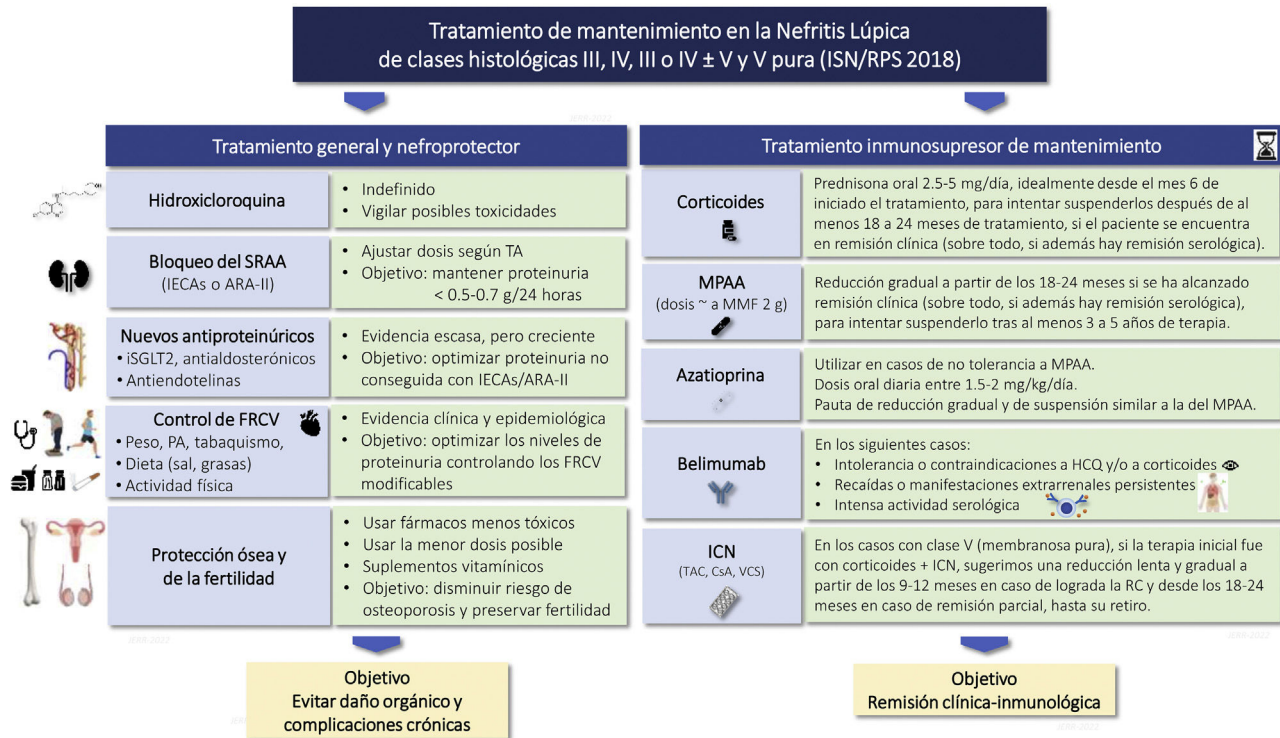 Tratamiento de mantenimiento en la Nefritis Lúpica
de clases histológicas III, IV, III o IV ± V y V pura (ISN/RPS 2018)
JERR-2022
Tratamiento general y nefroprotector
Hidroxicloroquina
• Indefinido
• Vigilar posibles toxicidades
Bloqueo del SRAA
(IECAs o ARA-II)
• Ajustar dosis según TA
• Objetivo: mantener proteinuria
< 0.5-0.7 g/24 horas
Nuevos antiproteinúricos
• iSGLT2, antialdosterónicos
• Antiendotelinas
• Evidencia escasa, pero creciente
• Objetivo: optimizar proteinuria no
conseguida con IECAs/ARA-II
Control de FRCV
• Peso, PA, tabaquismo,
• Dieta (sal, grasas)
• Actividad física
• Evidencia clínica y epidemiológica
• Objetivo: optimizar los niveles de
proteinuria controlando los FRCV
modificables
Protección ósea y
de la fertilidad
• Usar fármacos menos tóxicos
• Usar la menor dosis posible
• Suplementos vitamínicos
• Objetivo: disminuir riesgo de
osteoporosis y preservar fertilidad
JERR-2022
Objetivo
Evitar daño orgánico y
complicaciones crónicas
Tratamiento inmunosupresor de mantenimiento
Corticoides
Prednisona oral 2.5-5 mg/día, idealmente desde el mes 6 de
iniciado el tratamiento, para intentar suspenderlos después de al
menos 18 a 24 meses de tratamiento, si el paciente se encuentra
en remisión clínica (sobre todo, si además hay remisión serológica).
MPAA
(dosis ~ a MMF 2 g)
Reducción gradual a partir de los 18-24 meses si se ha alcanzado
remisión clínica (sobre todo, si además hay remisión serológica),
para intentar suspenderlo tras al menos 3 a 5 años de terapia.
Azatioprina
Utilizar en casos de no tolerancia a MPAA.
Dosis oral diaria entre 1.5-2 mg/kg/día.
Pauta de reducción gradual y de suspensión similar a la del MPAA.
Belimumab
En los siguientes casos:
• Intolerancia o contraindicaciones a HCQ y/o a corticoides
• Recaídas o manifestaciones extrarrenales persistentes
• Intensa actividad serológica
ICN
(TAC, CsA, VCS)
En los casos con clase V (membranosa pura), si la terapia inicial fue
con corticoides + ICN, sugerimos una reducción lenta y gradual a
partir de los 9-12 meses en caso de lograda la RC y desde los 18-24
meses en caso de remisión parcial, hasta su retiro.
JERR-2022
Objetivo
Remisión clínica-inmunológica